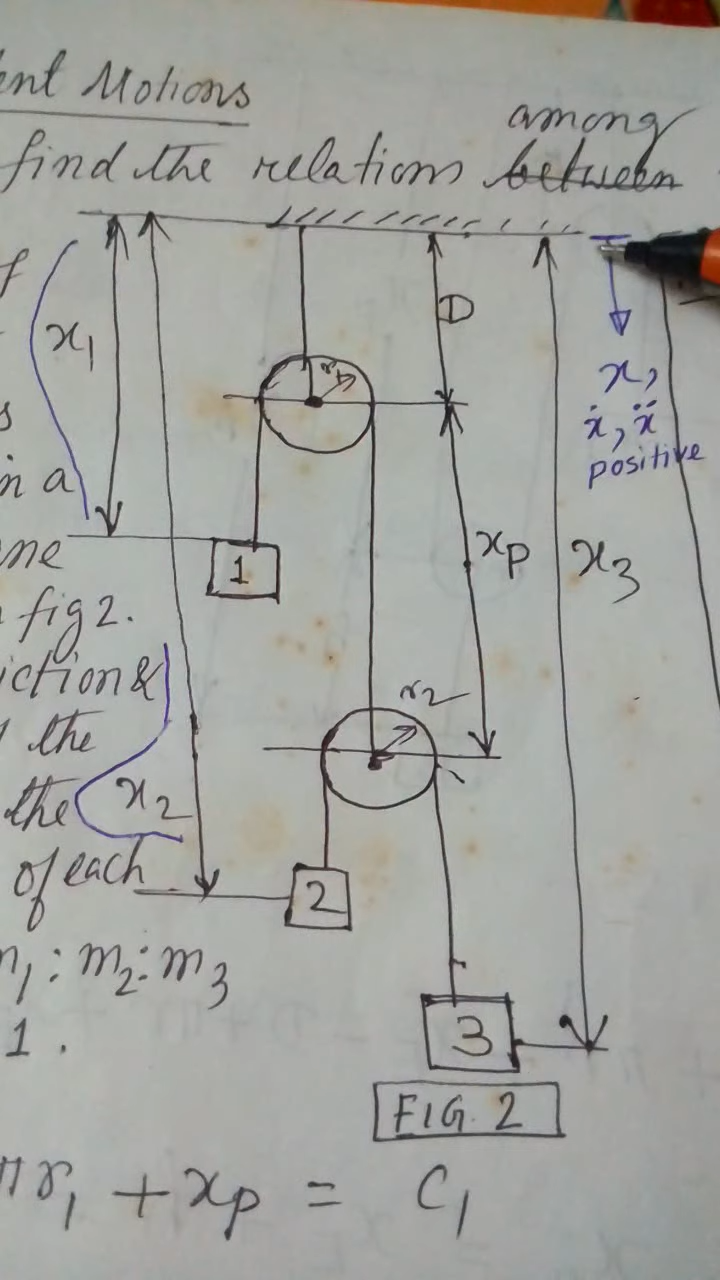 ent Motions
among
find the relations between
f
x₁
D
r₁
x,
ẋ, ẍ
positive
s
in a
1
ne
xₚ
x₃
fig 2.
iction &
r₂
the
the
x₂
of each
2
m₁ : m₂ : m₃
1 .
3
FIG. 2
πr₁ + xₚ = C₁